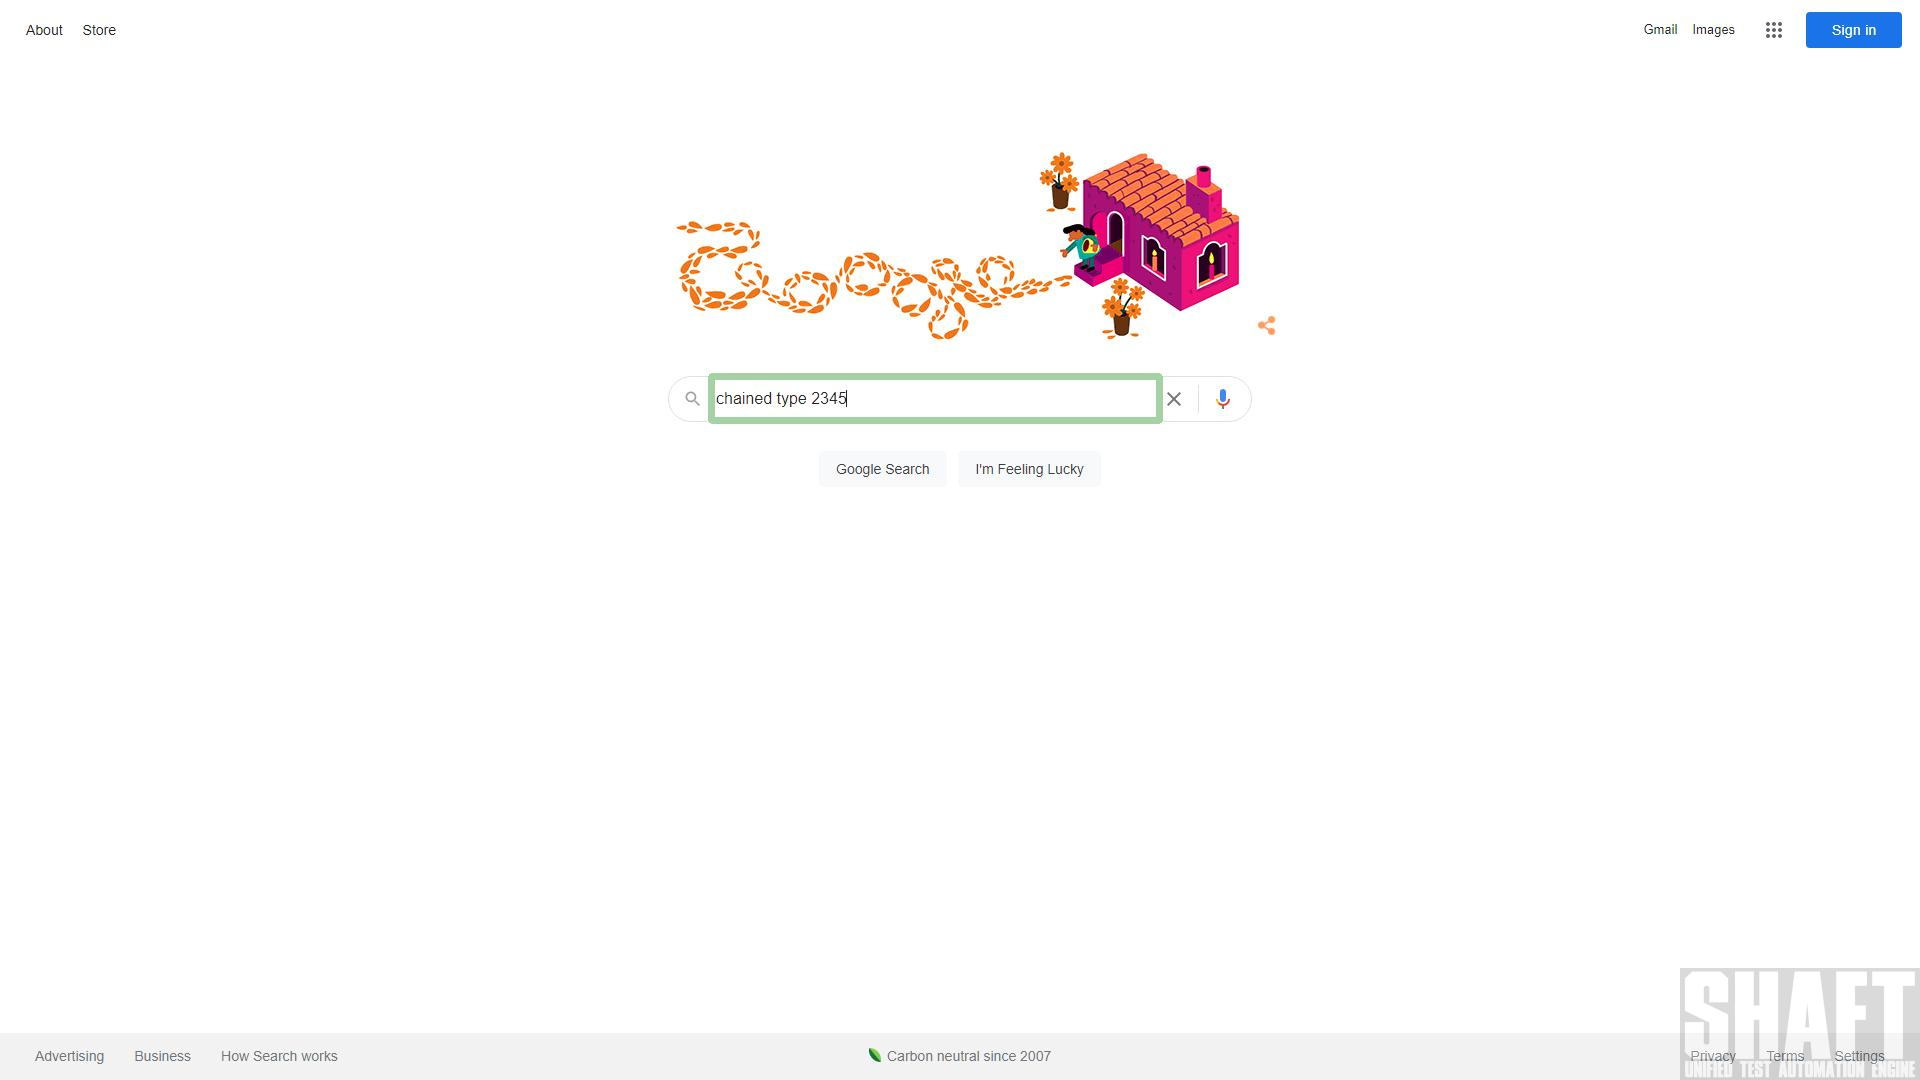 About Store
Gmail Images Sign in
Google
chained type 2345
Google Search I'm Feeling Lucky
Carbon neutral since 2007
Advertising Business How Search works
Privacy Terms Settings
SHAFT
UNIFIED TEST AUTOMATION ENGINE